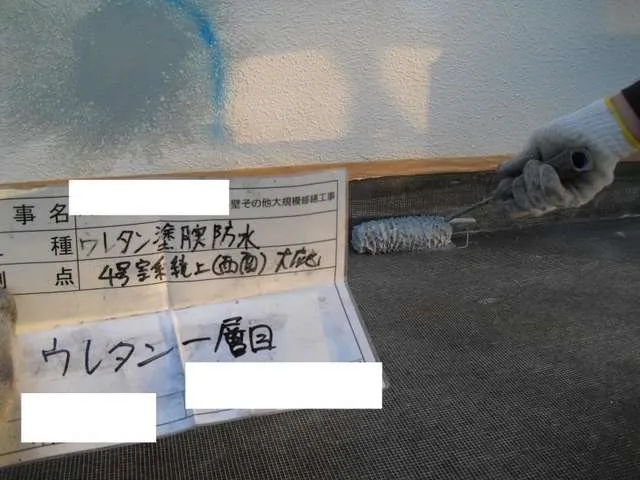 事名 壁その他大規模修繕工事
種 ウレタン塗膜防水
点 4号室系統上(西面)
ウレタン一層目